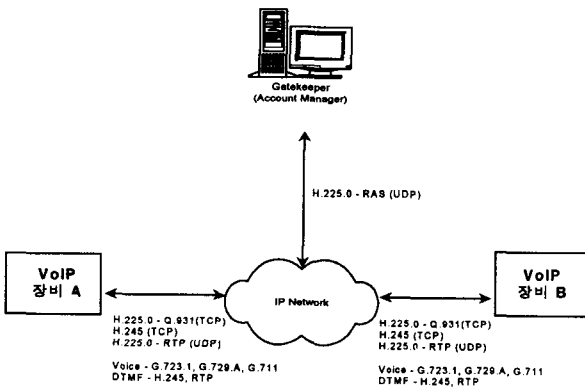 Gatekeeper
(Account Manager)
H.225.0 - RAS (UDP)
VoIP
장비 A
IP Network
VoIP
장비 B
H.225.0 - Q.931(TCP)
H.245 (TCP)
H.225.0 - RTP (UDP)
Voice - G.723.1, G.729.A, G.711
DTMF - H.245, RTP
H.225.0 - Q.931(TCP)
H.245 (TCP)
H.225.0 - RTP (UDP)
Voice - G.723.1, G.729.A, G.711
DTMF - H.245, RTP